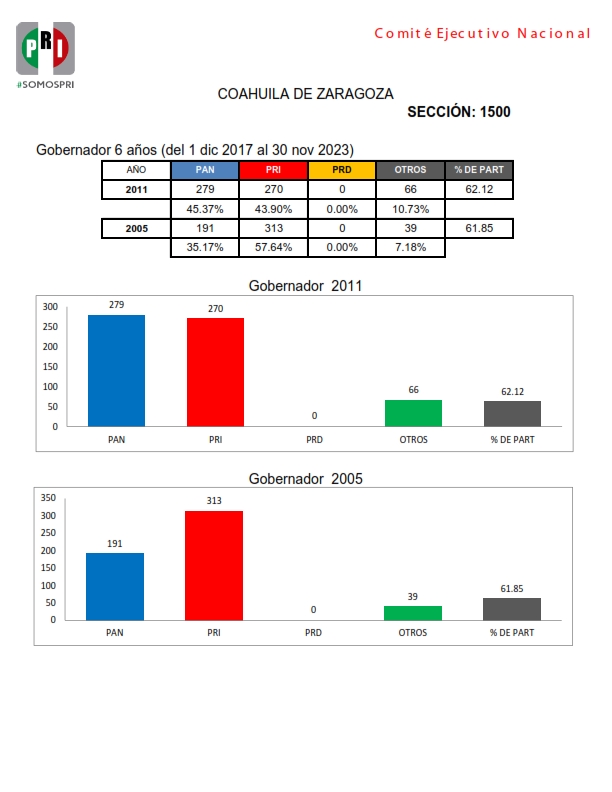 PRI
#SOMOSPRI
Comité Ejecutivo Nacional
COAHUILA DE ZARAGOZA
SECCIÓN: 1500
Gobernador 6 años (del 1 dic 2017 al 30 nov 2023)
AÑO PAN PRI PRD OTROS % DE PART
2011 279 270 0 66 62.12
45.37% 43.90% 0.00% 10.73%
2005 191 313 0 39 61.85
35.17% 57.64% 0.00% 7.18%
Gobernador 2011
300
250
200
150
100
50
0
279
270
0
66
62.12
PAN PRI PRD OTROS % DE PART
Gobernador 2005
350
300
250
200
150
100
50
0
191
313
0
39
61.85
PAN PRI PRD OTROS % DE PART